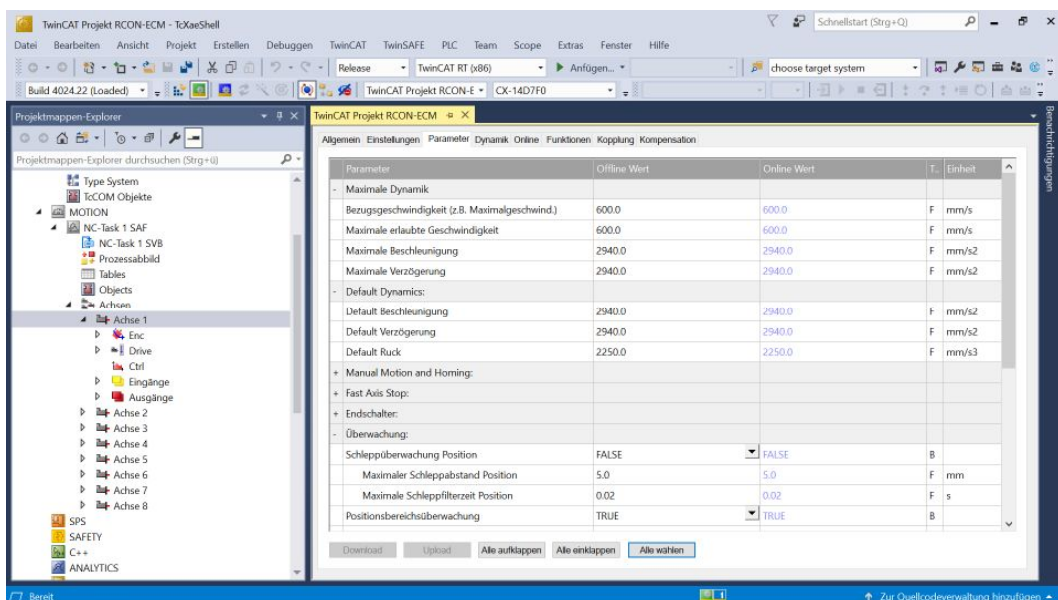 TwinCAT Projekt RCON-ECM - TcXaeShell
Schnellstart (Strg+Q)
Datei Bearbeiten Ansicht Projekt Erstellen Debuggen TwinCAT TwinSAFE PLC Team Scope Extras Fenster Hilfe
Release TwinCAT RT (x86) Anfügen... choose target system
Build 4024.22 (Loaded) TwinCAT Projekt RCON-E CX-14D7F0
Projektmappen-Explorer
Projektmappen-Explorer durchsuchen (Strg+ü)
Type System
TcCOM Objekte
MOTION
NC-Task 1 SAF
NC-Task 1 SVB
Prozessabbild
Tables
Objects
Achsen
Achse 1
Enc
Drive
Ctrl
Eingänge
Ausgänge
Achse 2
Achse 3
Achse 4
Achse 5
Achse 6
Achse 7
Achse 8
SPS
SAFETY
C++
ANALYTICS
TwinCAT Projekt RCON-ECM
Allgemein Einstellungen Parameter Dynamik Online Funktionen Kopplung Kompensation
Parameter Offline Wert Online Wert T.. Einheit
- Maximale Dynamik
Bezugsgeschwindigkeit (z.B. Maximalgeschwind.) 600.0 600.0 F mm/s
Maximale erlaubte Geschwindigkeit 600.0 600.0 F mm/s
Maximale Beschleunigung 2940.0 2940.0 F mm/s2
Maximale Verzögerung 2940.0 2940.0 F mm/s2
- Default Dynamics:
Default Beschleunigung 2940.0 2940.0 F mm/s2
Default Verzögerung 2940.0 2940.0 F mm/s2
Default Ruck 2250.0 2250.0 F mm/s3
+ Manual Motion and Homing:
+ Fast Axis Stop:
+ Endschalter:
- Überwachung:
Schleppüberwachung Position FALSE FALSE B
Maximaler Schleppabstand Position 5.0 5.0 F mm
Maximale Schleppfilterzeit Position 0.02 0.02 F s
Positionsbereichsüberwachung TRUE TRUE B
Download Upload Alle aufklappen Alle einklappen Alle wählen
Benachrichtigungen
Bereit 1 Zur Quellcodeverwaltung hinzufügen